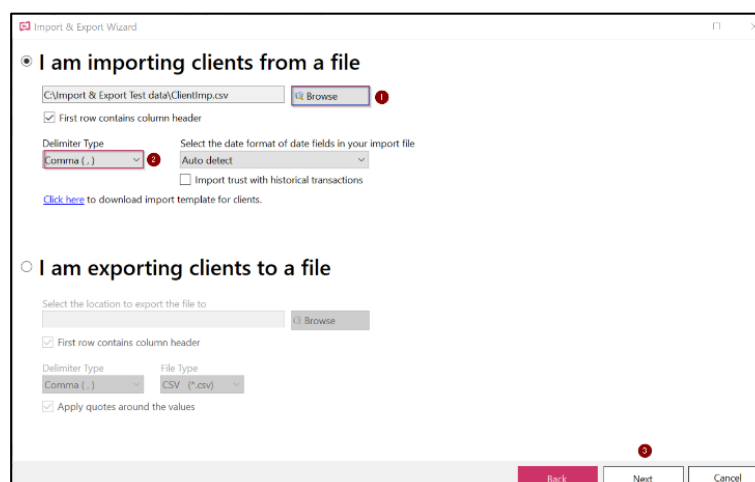 Import & Export Wizard
I am importing clients from a file
C:\Import & Export Test data\ClientImp.csv
Browse
1
First row contains column header
Delimiter Type
Select the date format of date fields in your import file
Comma ( , )
2
Auto detect
Import trust with historical transactions
Click here to download import template for clients.
I am exporting clients to a file
Select the location to export the file to
Browse
First row contains column header
Delimiter Type
File Type
Comma ( , )
CSV (*.csv)
Apply quotes around the values
3
Back
Next
Cancel